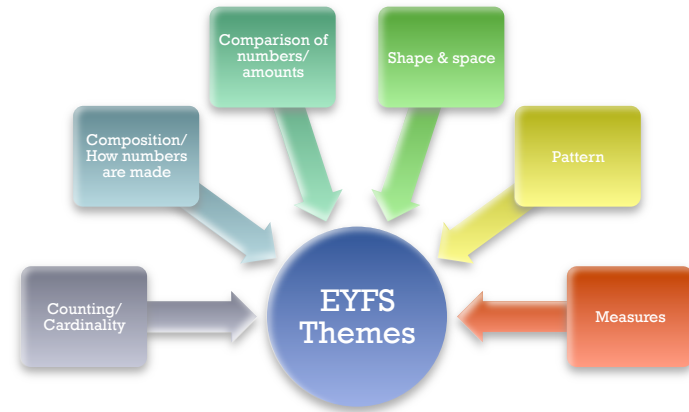 Comparison of
numbers/
amounts
Shape & space
Composition/
How numbers
are made
Pattern
Counting/
Cardinality
EYFS
Themes
Measures